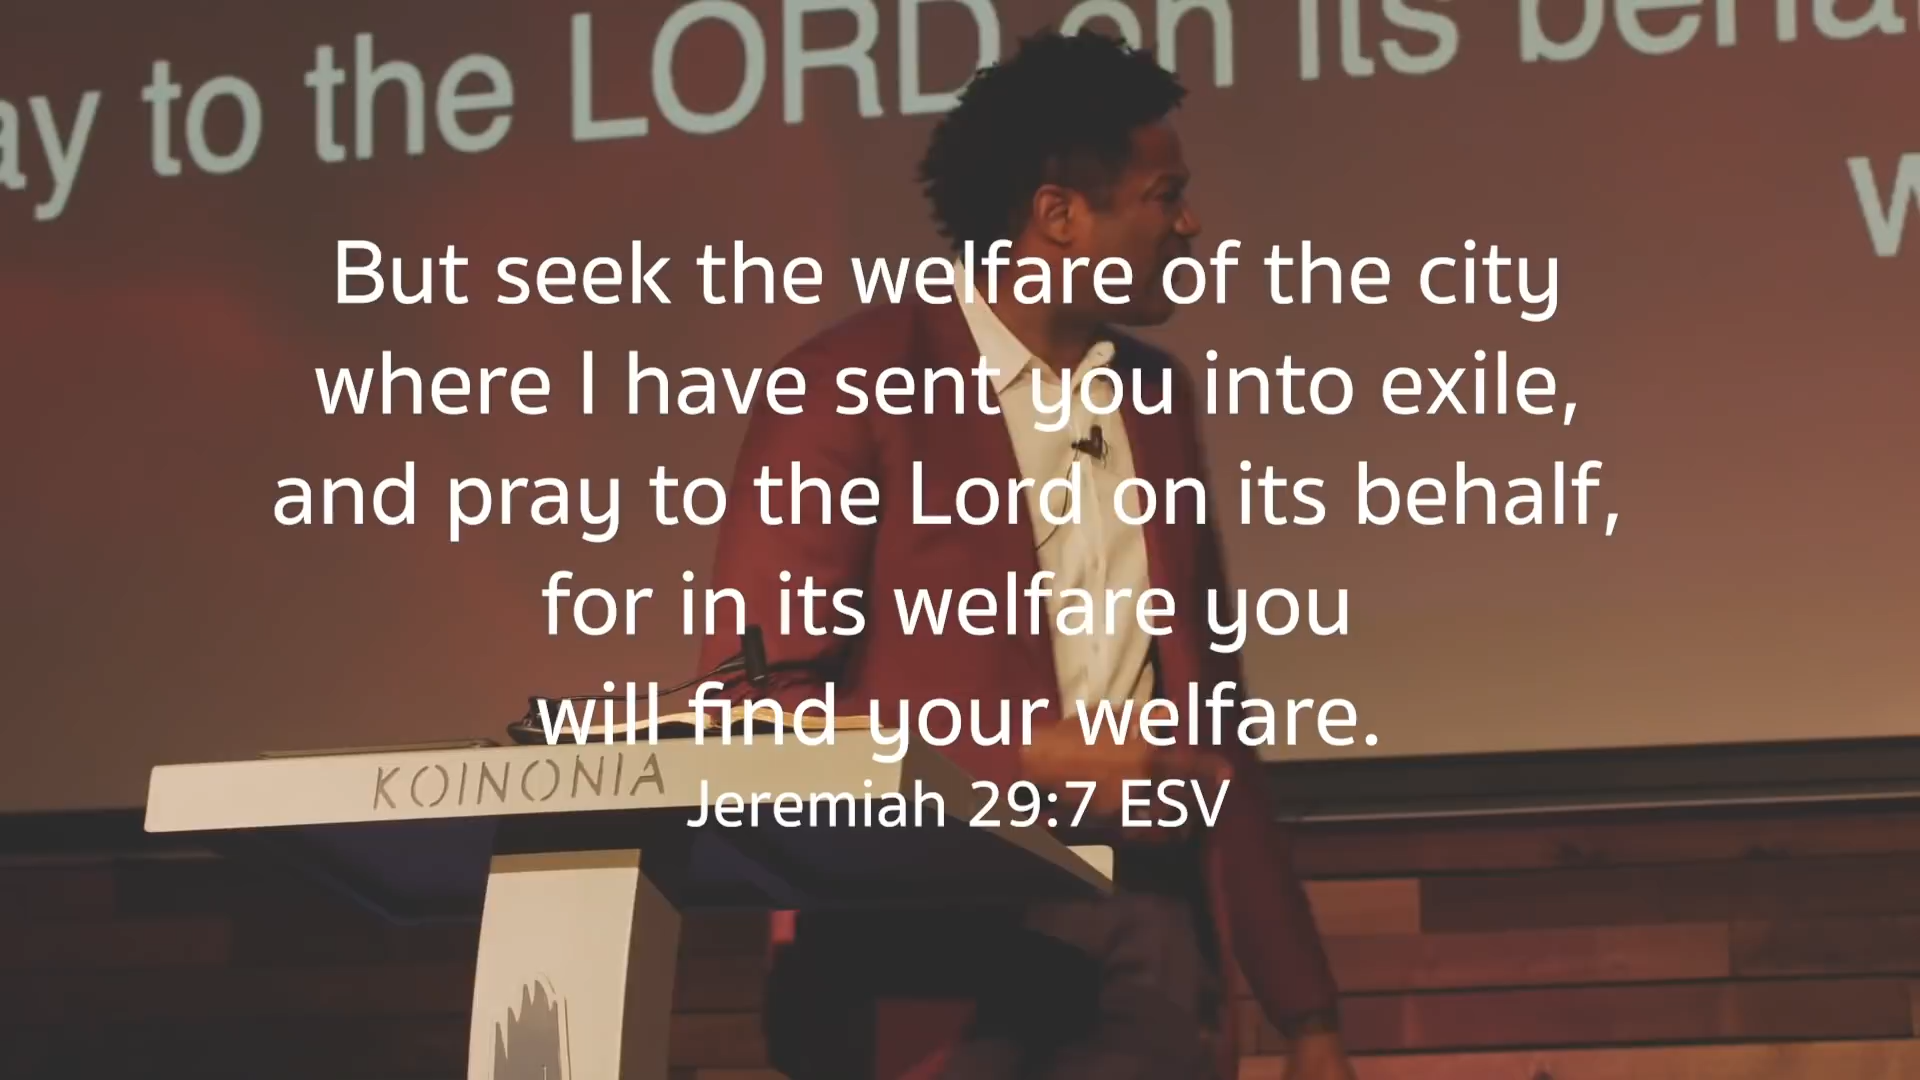 ay to the LORD on its beha
w
But seek the welfare of the city
where I have sent you into exile,
and pray to the Lord on its behalf,
for in its welfare you
will find your welfare.
KOINONIA
Jeremiah 29:7 ESV